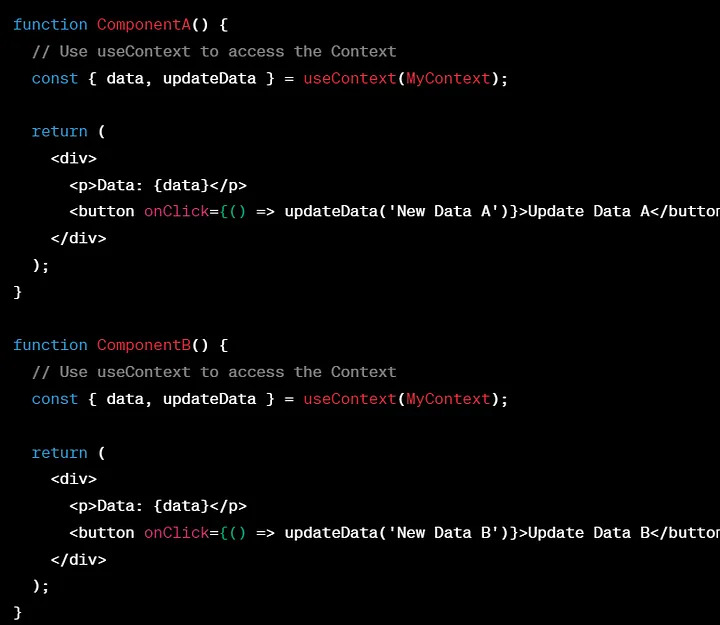 function ComponentA() {
  // Use useContext to access the Context
  const { data, updateData } = useContext(MyContext);

  return (
    <div>
      <p>Data: {data}</p>
      <button onClick={() => updateData('New Data A')}>Update Data A</button
    </div>
  );
}

function ComponentB() {
  // Use useContext to access the Context
  const { data, updateData } = useContext(MyContext);

  return (
    <div>
      <p>Data: {data}</p>
      <button onClick={() => updateData('New Data B')}>Update Data B</button
    </div>
  );
}